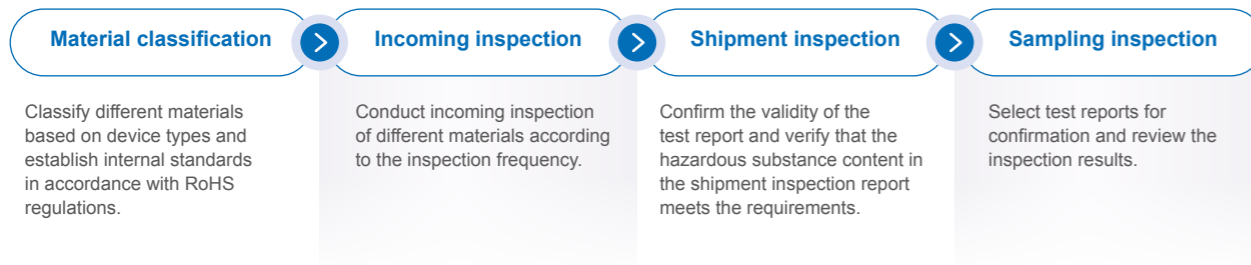 Material classification
Incoming inspection
Shipment inspection
Sampling inspection
Classify different materials
based on device types and
establish internal standards
in accordance with RoHS
regulations.
Conduct incoming inspection
of different materials according
to the inspection frequency.
Confirm the validity of the
test report and verify that the
hazardous substance content in
the shipment inspection report
meets the requirements.
Select test reports for
confirmation and review the
inspection results.